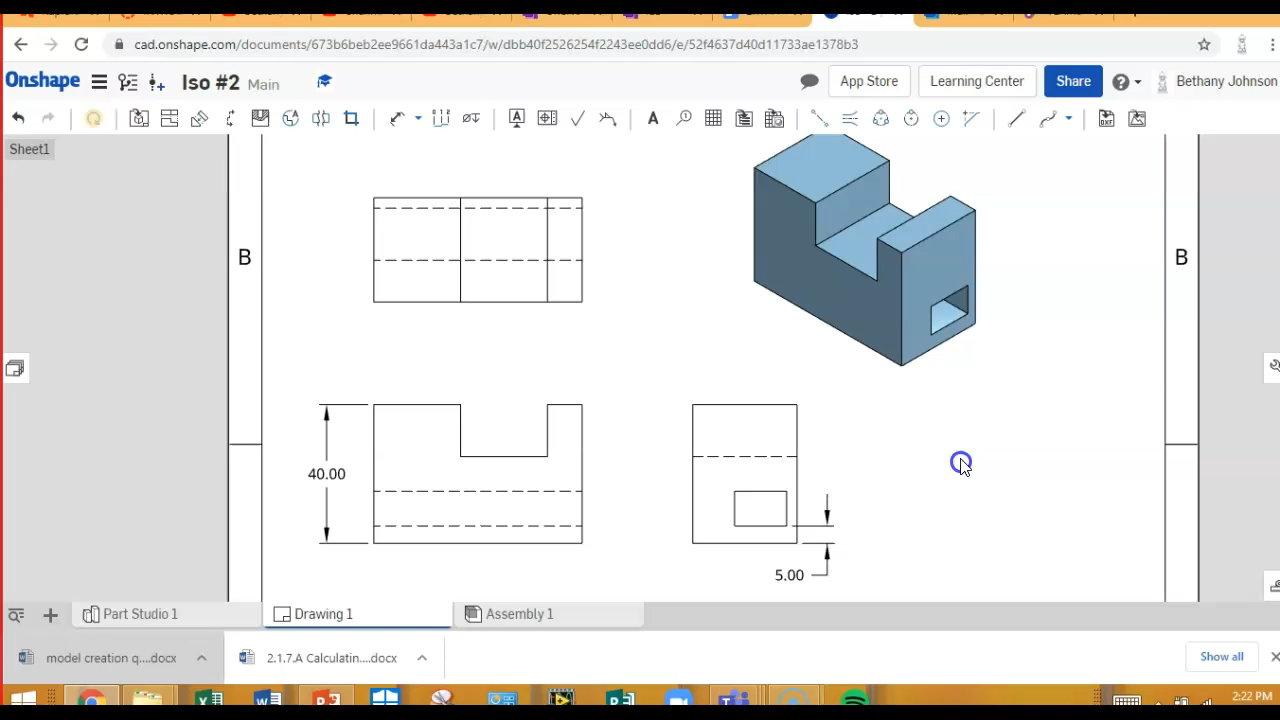 cad.onshape.com/documents/673b6beb2ee9661da443a1c7/w/dbb40f2526254f2243ee0dd6/e/52f4637d40d11733ae1378b3
Onshape Iso #2 Main App Store Learning Center Share Bethany Johnson
Sheet1
B B
40.00
5.00
Part Studio 1 Drawing 1 Assembly 1
model creation q....docx 2.1.7.A Calculatin....docx Show all
2:22 PM